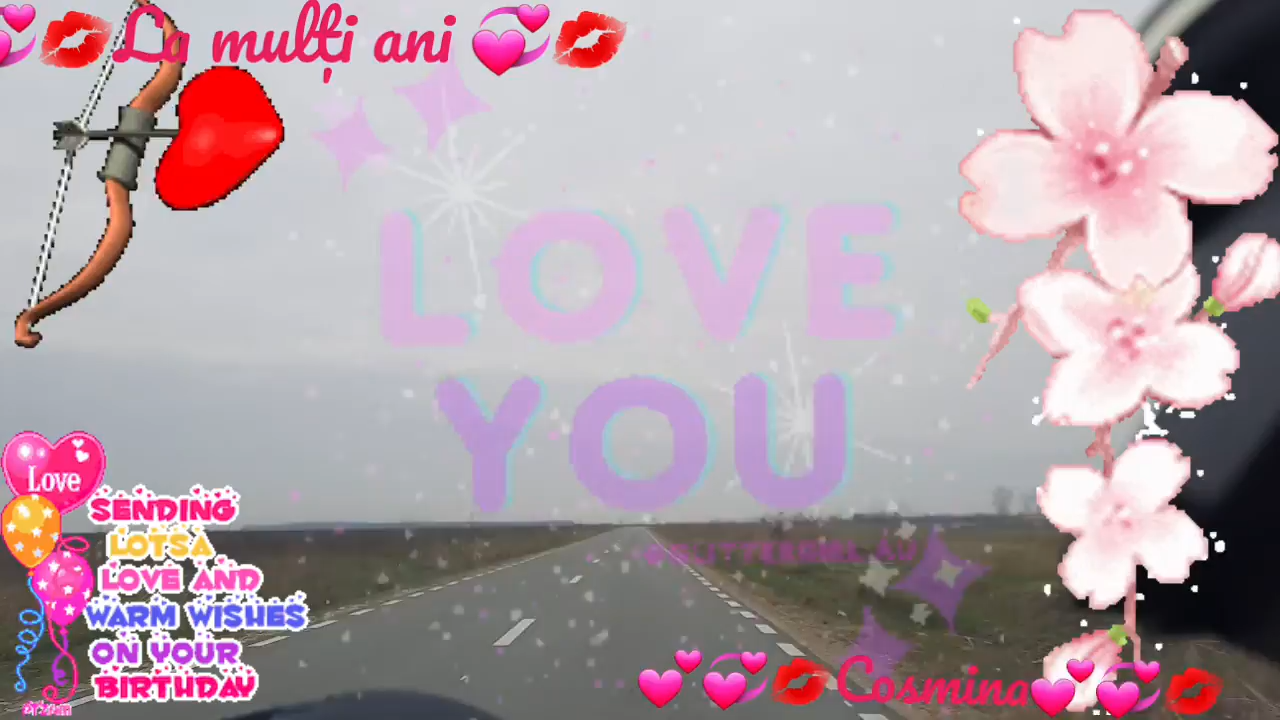 La mulți ani
LOVE
YOU
Love
SENDING
LOTSA
LOVE AND
WARM WISHES
ON YOUR
BIRTHDAY
Cosmina